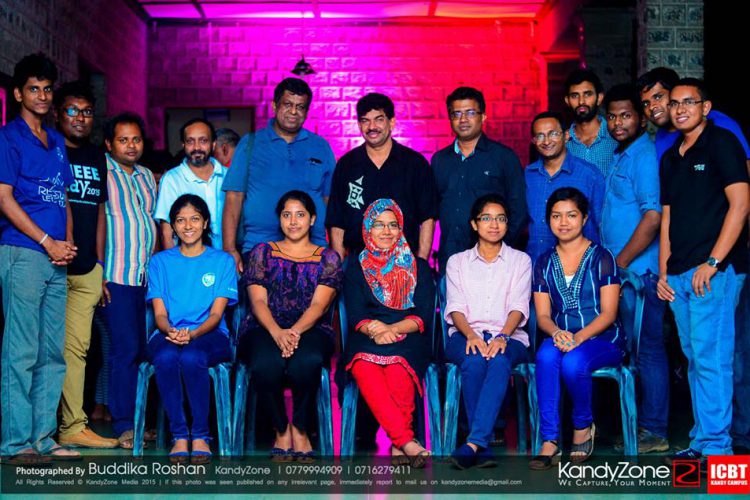 IEEE
day 2015
Photographed By Buddika Roshan KandyZone | 0779994909 | 0716279411
All Rights Reserved © KandyZone Media 2015 | If this photo was seen published on any irrelevant page, immediately report to mail us on kandyzonemedia@gmail.com
KandyZone
WE CAPTURE, YOUR MOMENT
ICBT
KANDY CAMPUS